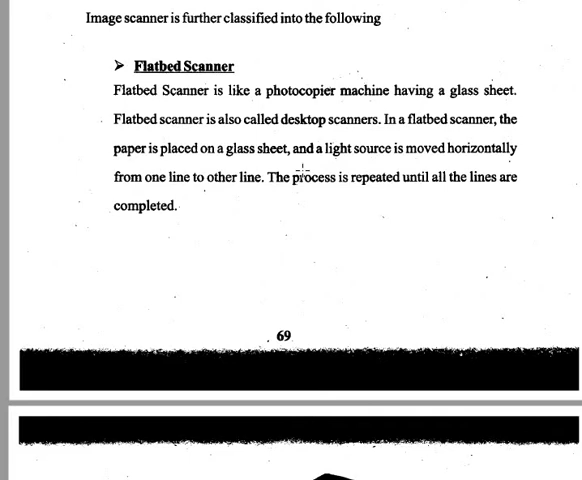 Image scanner is further classified into the following
➤ Flatbed Scanner
Flatbed Scanner is like a photocopier machine having a glass sheet.
Flatbed scanner is also called desktop scanners. In a flatbed scanner, the
paper is placed on a glass sheet, and a light source is moved horizontally
from one line to other line. The process is repeated until all the lines are
completed.
69